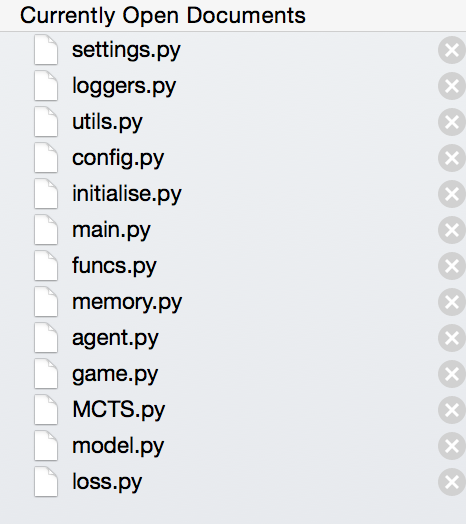 Currently Open Documents
settings.py
loggers.py
utils.py
config.py
initialise.py
main.py
funcs.py
memory.py
agent.py
game.py
MCTS.py
model.py
loss.py